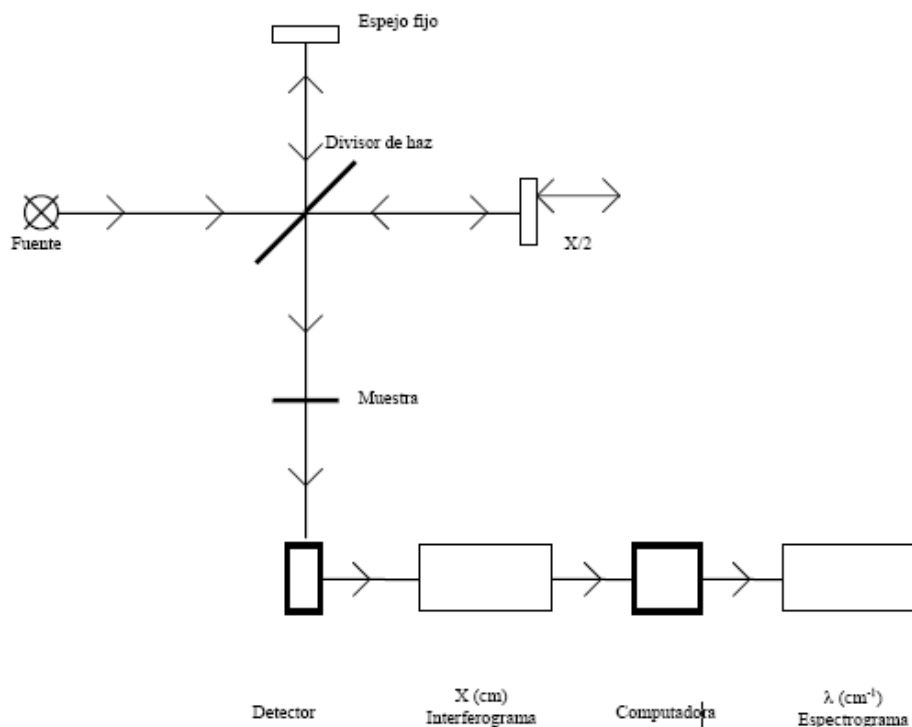 Espejo fijo
Divisor de haz
Fuente
X/2
Muestra
Detector
X (cm)
Interferograma
Computadora
λ (cm⁻¹)
Espectrograma